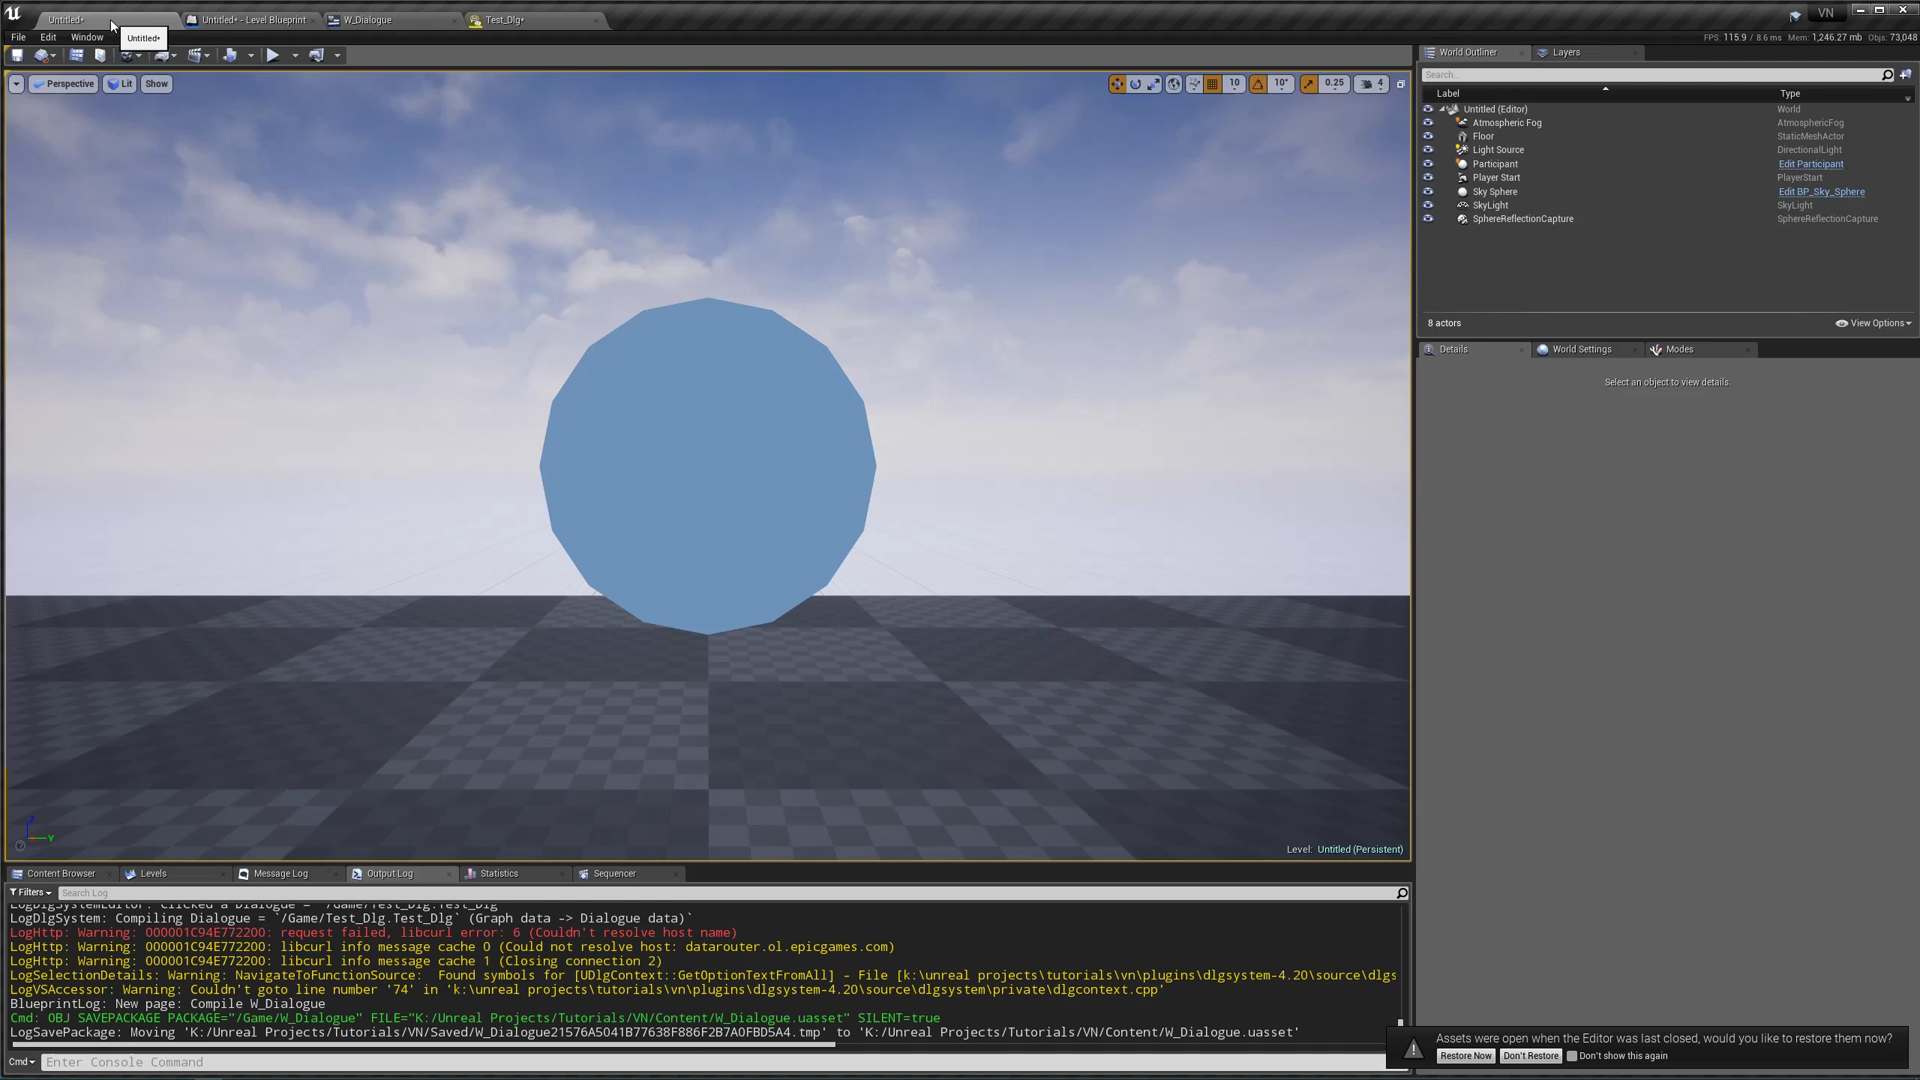 Untitled*
Untitled* - Level Blueprint
W_Dialogue
Test_Dlg*
VN
File
Edit
Window
Untitled*
FPS: 115.9 / 8.6 ms Mem: 1,246.27 mb Objs: 73,048
Perspective
Lit
Show
10
10°
0.25
4
World Outliner
Layers
Search...
Label
Type
Untitled (Editor)
World
Atmospheric Fog
AtmosphericFog
Floor
StaticMeshActor
Light Source
DirectionalLight
Participant
Edit Participant
Player Start
PlayerStart
Sky Sphere
Edit BP_Sky_Sphere
SkyLight
SkyLight
SphereReflectionCapture
SphereReflectionCapture
8 actors
View Options
Details
World Settings
Modes
Select an object to view details.
Z
Y
Level: Untitled (Persistent)
Content Browser
Levels
Message Log
Output Log
Statistics
Sequencer
Filters
Search Log
LogDlgSystemEditor: Clicked a Dialogue = `/Game/Test_Dlg.Test_Dlg`
LogDlgSystem: Compiling Dialogue = `/Game/Test_Dlg.Test_Dlg` (Graph data -> Dialogue data)`
LogHttp: Warning: 000001C94E772200: request failed, libcurl error: 6 (Couldn't resolve host name)
LogHttp: Warning: 000001C94E772200: libcurl info message cache 0 (Could not resolve host: datarouter.ol.epicgames.com)
LogHttp: Warning: 000001C94E772200: libcurl info message cache 1 (Closing connection 2)
LogSelectionDetails: Warning: NavigateToFunctionSource:  Found symbols for [UDlgContext::GetOptionTextFromAll] - File [k:\unreal projects\tutorials\vn\plugins\dlgsystem-4.20\source\dlgs
LogVSAccessor: Warning: Couldn't goto line number '74' in 'k:\unreal projects\tutorials\vn\plugins\dlgsystem-4.20\source\dlgsystem\private\dlgcontext.cpp'
BlueprintLog: New page: Compile W_Dialogue
Cmd: OBJ SAVEPACKAGE PACKAGE="/Game/W_Dialogue" FILE="K:/Unreal Projects/Tutorials/VN/Content/W_Dialogue.uasset" SILENT=true
LogSavePackage: Moving 'K:/Unreal Projects/Tutorials/VN/Saved/W_Dialogue21576A5041B77638F886F2B7A0FBD5A4.tmp' to 'K:/Unreal Projects/Tutorials/VN/Content/W_Dialogue.uasset'
Cmd
Enter Console Command
Assets were open when the Editor was last closed, would you like to restore them now?
Restore Now
Don't Restore
Don't show this again